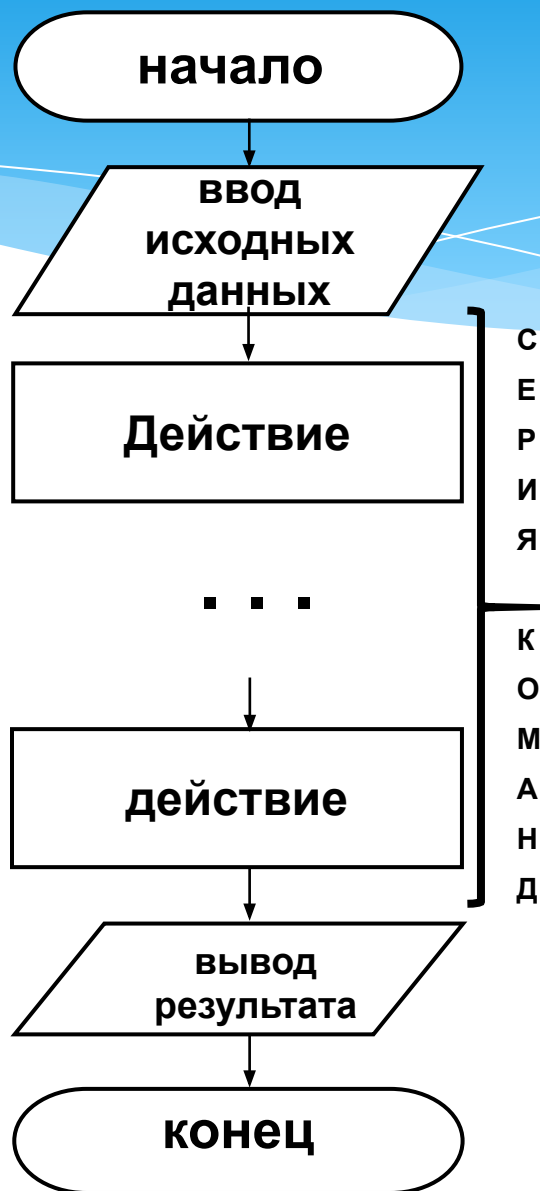 начало
ввод
исходных
данных
Действие
. . .
действие
вывод
результата
конец
С
Е
Р
И
Я
К
О
М
А
Н
Д